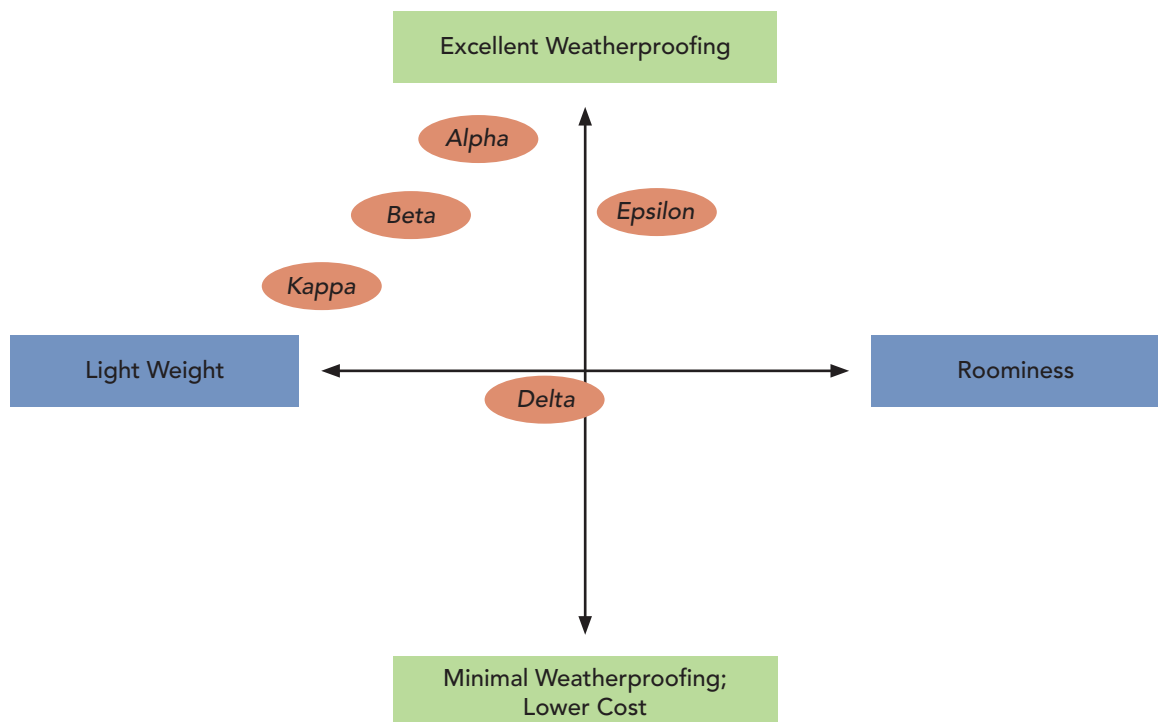 Excellent Weatherproofing
Alpha
Beta
Epsilon
Kappa
Light Weight
Roominess
Delta
Minimal Weatherproofing;
Lower Cost